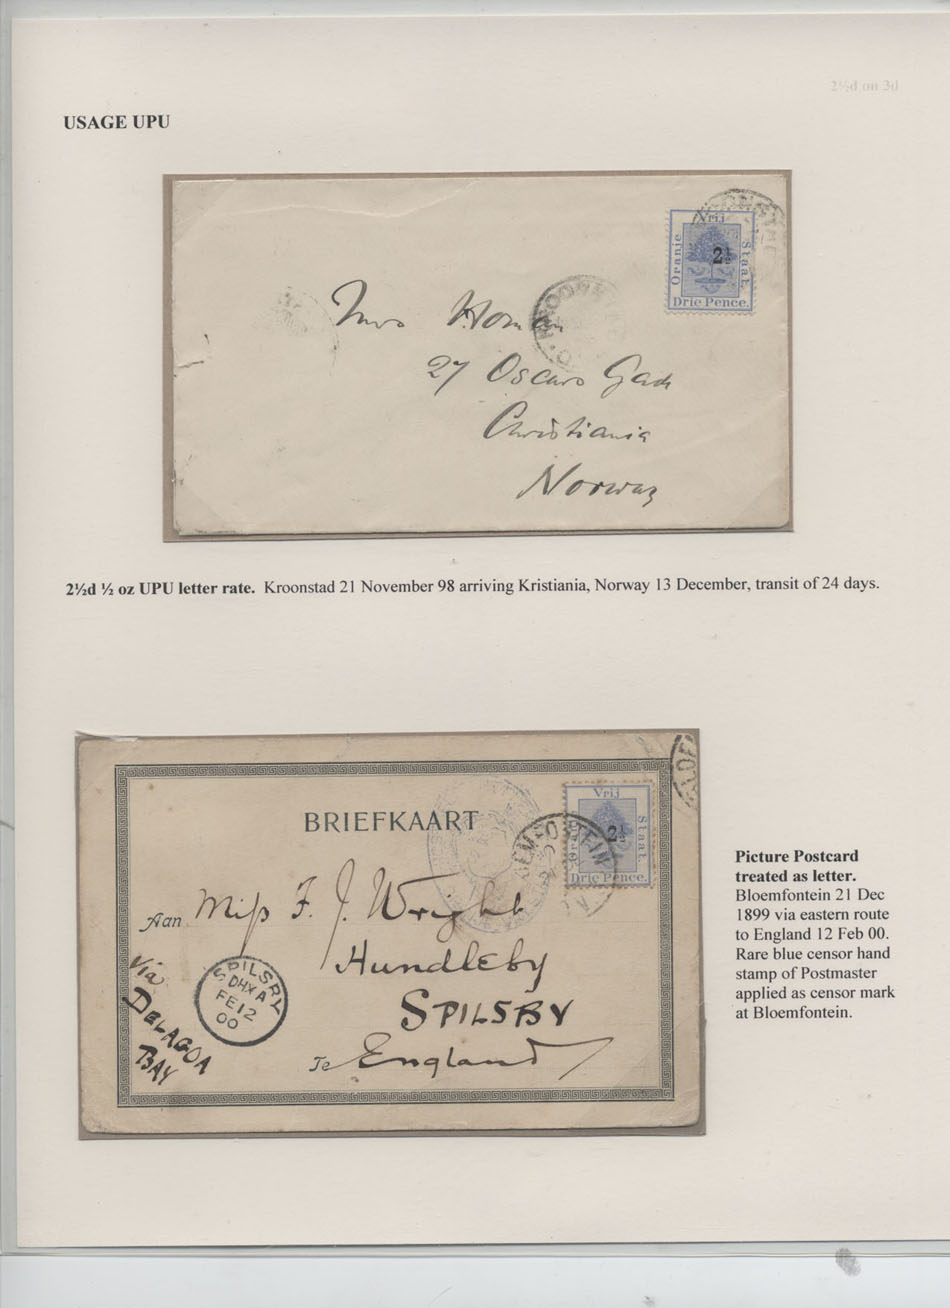 2½d on 3d
USAGE UPU
Vrij
Oranje
Staat.
2½
Drie Pence.
Mrs Homan
27 Oscars Gade
Christiania
Norway
2½d ½ oz UPU letter rate. Kroonstad 21 November 98 arriving Kristiania, Norway 13 December, transit of 24 days.
BRIEFKAART
Vrij
Staat.
2½
Drie Pence.
BLOEMFONTEIN
Aan Miss F. J. Wright
Hundleby
SPILSBY
Te England
via
DELAGOA
BAY
SPILSBY
DHXA
FE 12
00
Picture Postcard
treated as letter.
Bloemfontein 21 Dec
1899 via eastern route
to England 12 Feb 00.
Rare blue censor hand
stamp of Postmaster
applied as censor mark
at Bloemfontein.